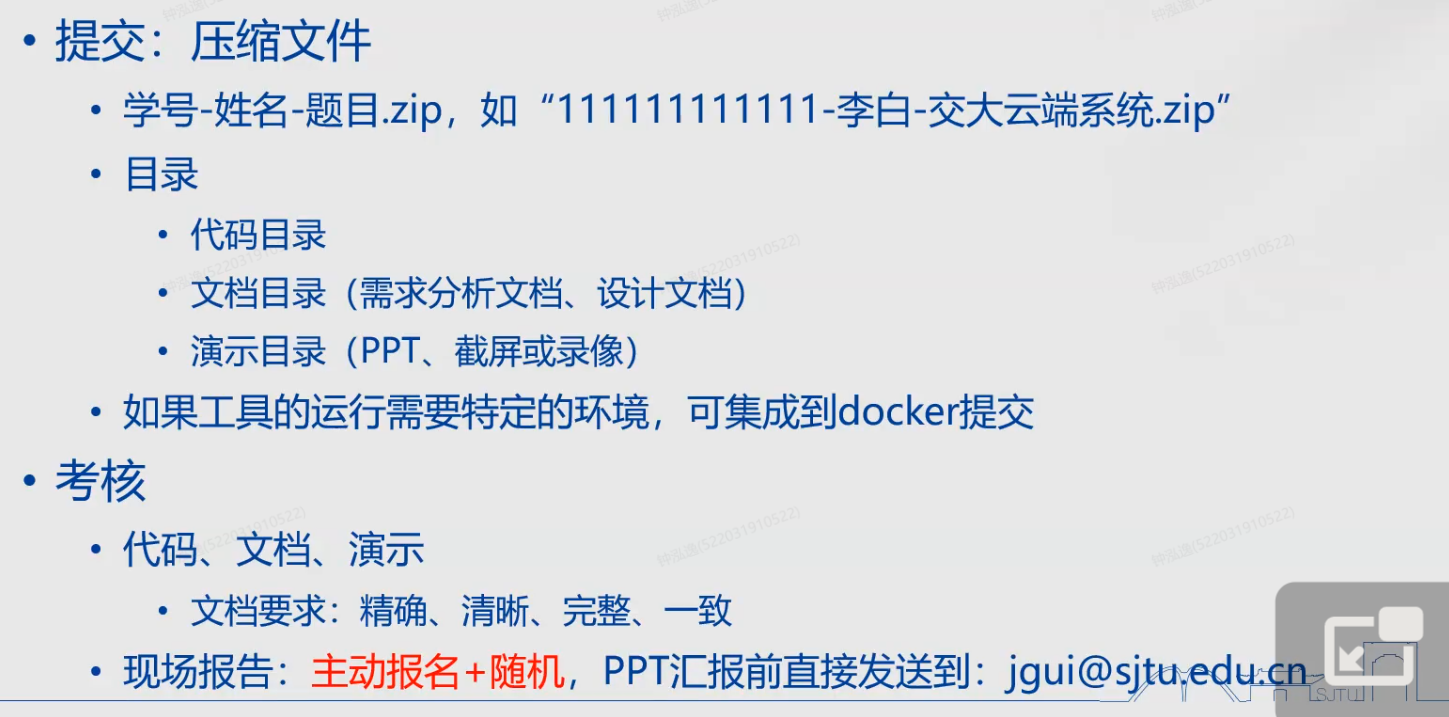 • 提交：压缩文件
• 学号-姓名-题目.zip，如“111111111111-李白-交大云端系统.zip”
• 目录
• 代码目录
• 文档目录（需求分析文档、设计文档）
• 演示目录（PPT、截屏或录像）
• 如果工具的运行需要特定的环境，可集成到docker提交
• 考核
• 代码、文档、演示
• 文档要求：精确、清晰、完整、一致
• 现场报告：主动报名+随机，PPT汇报前直接发送到：jgui@sjtu.edu.cn
SJTU